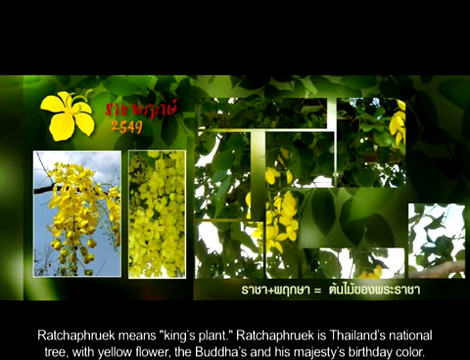 ราชพฤกษ์
2549
ราชา+พฤกษา = ต้นไม้ของพระราชา
Ratchaphruek means "king's plant." Ratchaphruek is Thailand's national
tree, with yellow flower, the Buddha's and his majesty's birthday color.